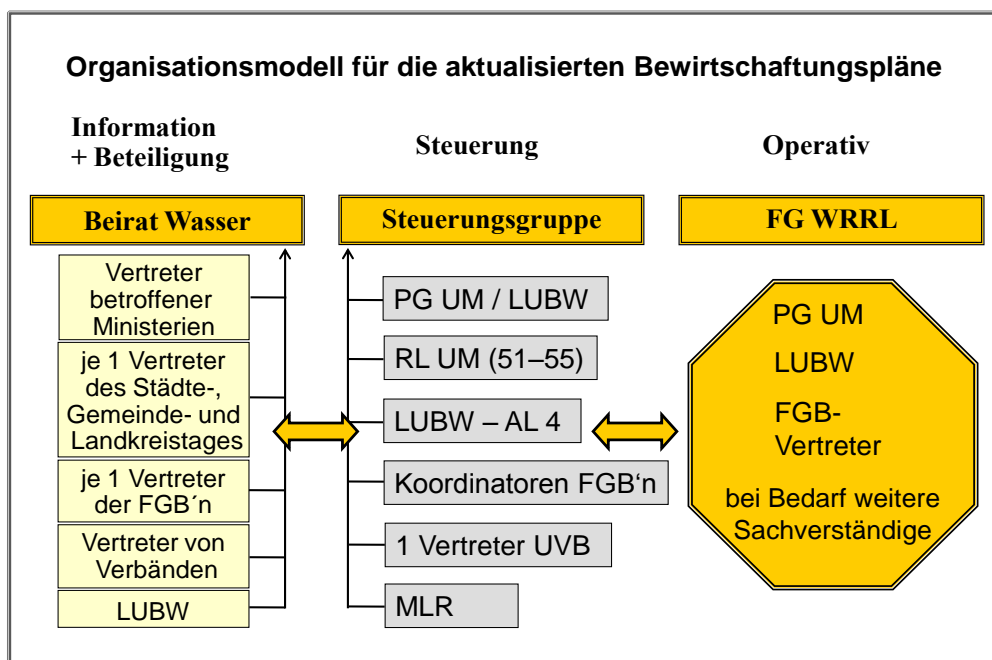 Organisationsmodell für die aktualisierten Bewirtschaftungspläne
Information
+ Beteiligung
Steuerung
Operativ
Beirat Wasser
Steuerungsgruppe
FG WRRL
Vertreter
betroffener
Ministerien
je 1 Vertreter
des Städte-,
Gemeinde- und
Landkreistages
je 1 Vertreter
der FGB´n
Vertreter von
Verbänden
LUBW
PG UM / LUBW
RL UM (51–55)
LUBW – AL 4
Koordinatoren FGB‘n
1 Vertreter UVB
MLR
PG UM
LUBW
FGB-
Vertreter
bei Bedarf weitere
Sachverständige